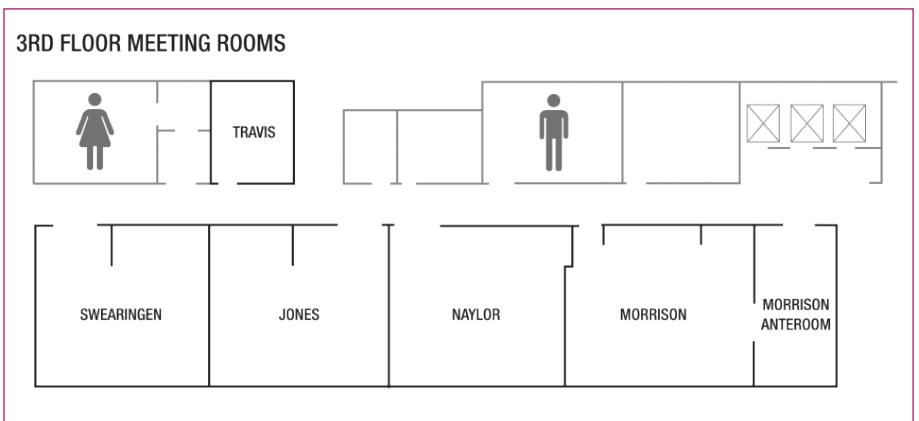 3RD FLOOR MEETING ROOMS
TRAVIS
SWEARINGEN
JONES
NAYLOR
MORRISON
MORRISON
ANTEROOM